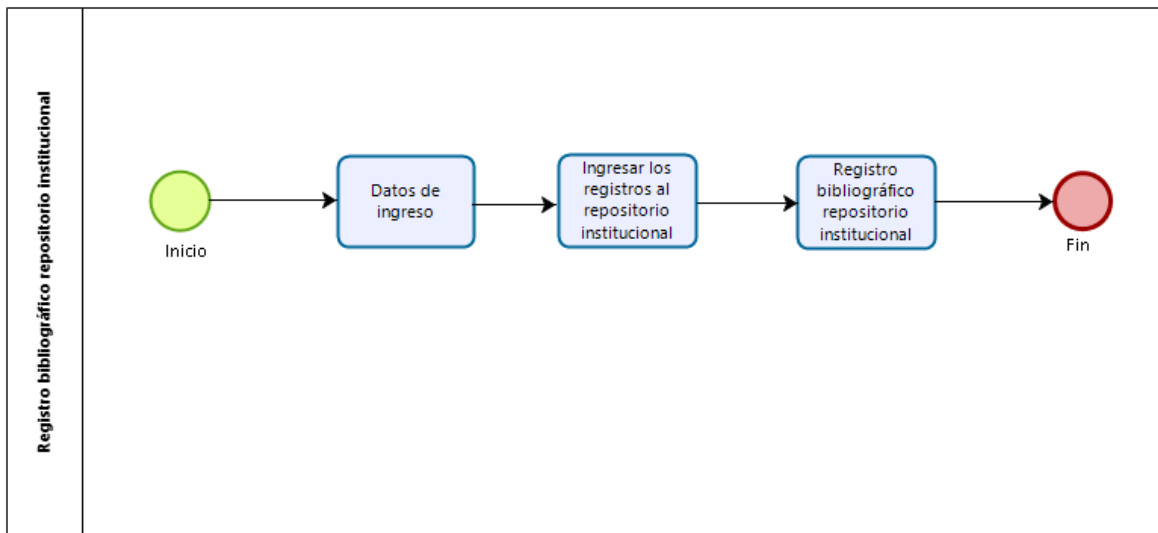 Registro bibliográfico repositorio institucional
Inicio
Datos de
ingreso
Ingresar los
registros al
repositorio
institucional
Registro
bibliográfico
repositorio
institucional
Fin